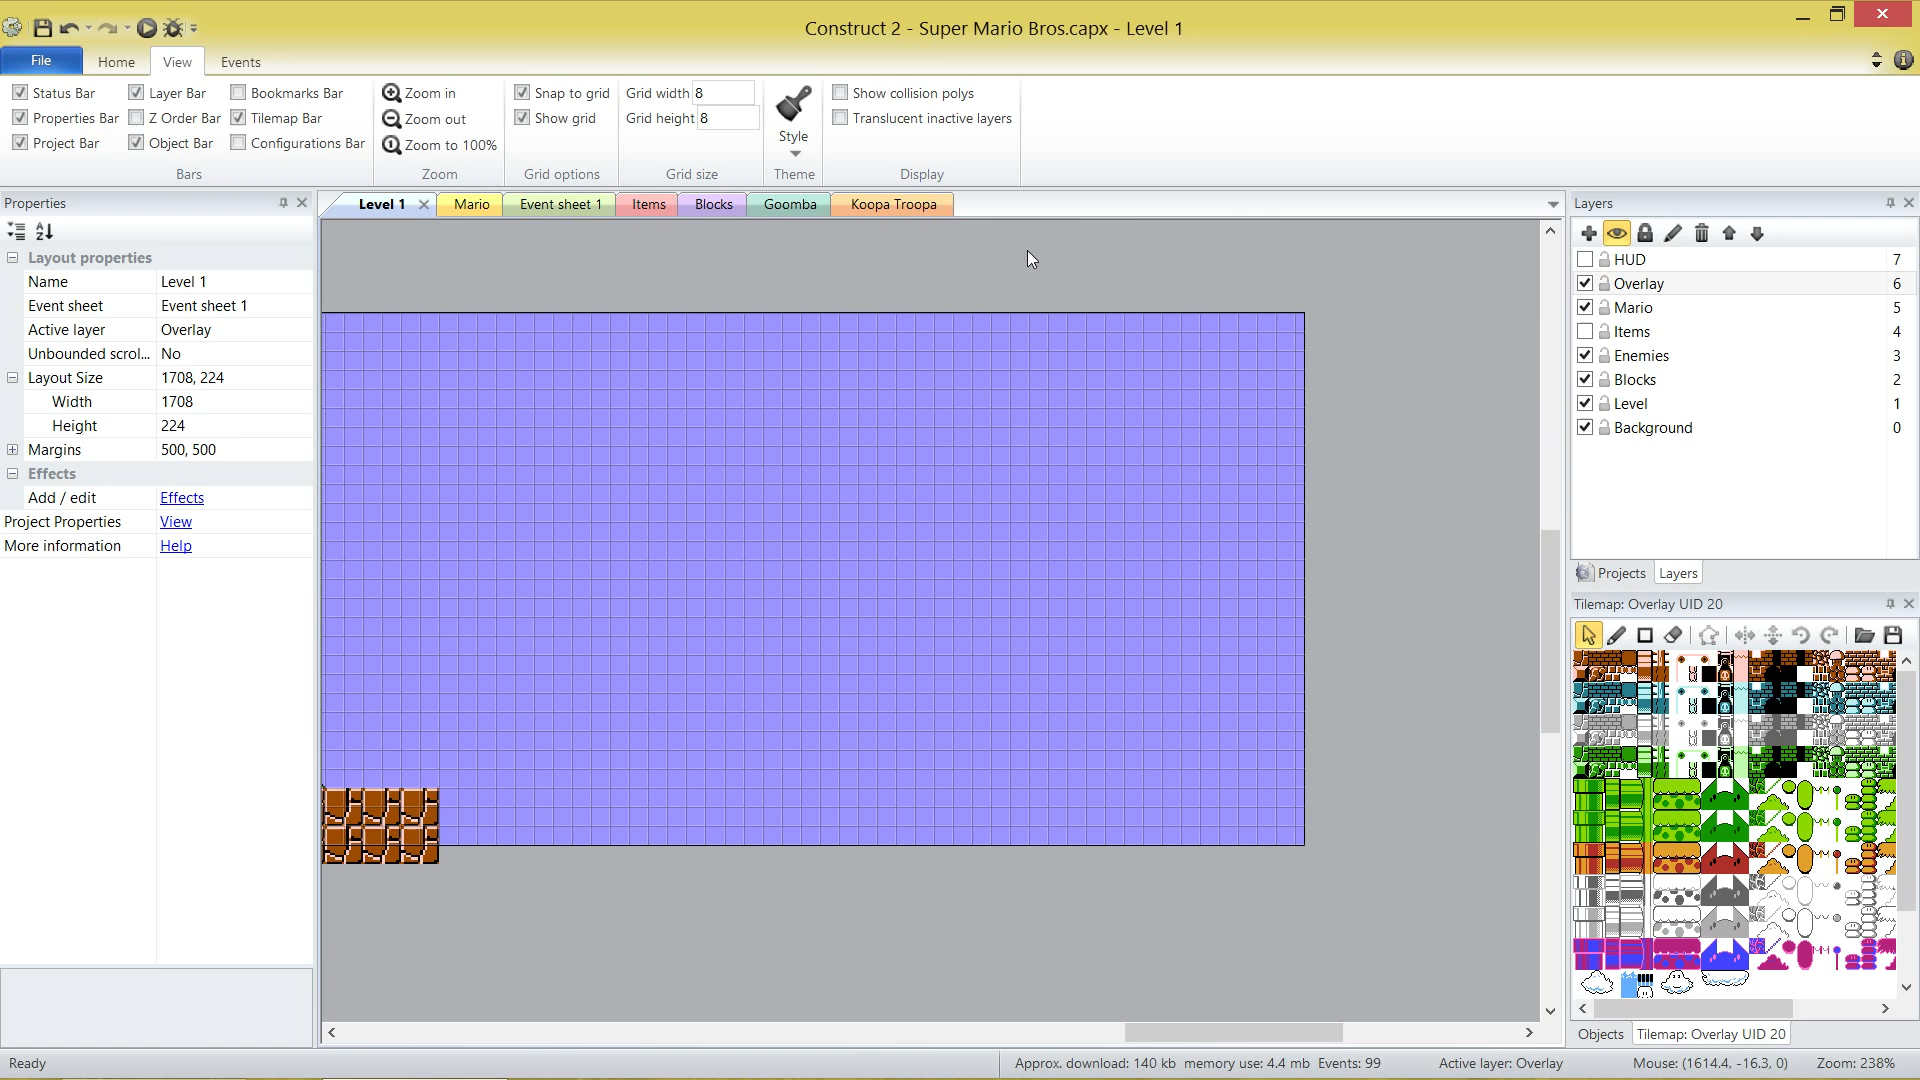 Construct 2 - Super Mario Bros.capx - Level 1
File Home View Events
Status Bar Layer Bar Bookmarks Bar Zoom in Snap to grid Grid width 8 Show collision polys
Properties Bar Z Order Bar Tilemap Bar Zoom out Show grid Grid height 8 Translucent inactive layers
Project Bar Object Bar Configurations Bar Zoom to 100% Style
Bars Zoom Grid options Grid size Theme Display
Properties
Level 1 Mario Event sheet 1 Items Blocks Goomba Koopa Troopa
Layout properties
Name Level 1
Event sheet Event sheet 1
Active layer Overlay
Unbounded scrol... No
Layout Size 1708, 224
Width 1708
Height 224
Margins 500, 500
Effects
Add / edit Effects
Project Properties View
More information Help
Layers
HUD 7
Overlay 6
Mario 5
Items 4
Enemies 3
Blocks 2
Level 1
Background 0
Projects Layers
Tilemap: Overlay UID 20
Objects Tilemap: Overlay UID 20
Ready Approx. download: 140 kb memory use: 4.4 mb Events: 99 Active layer: Overlay Mouse: (1614.4, -16.3, 0) Zoom: 238%